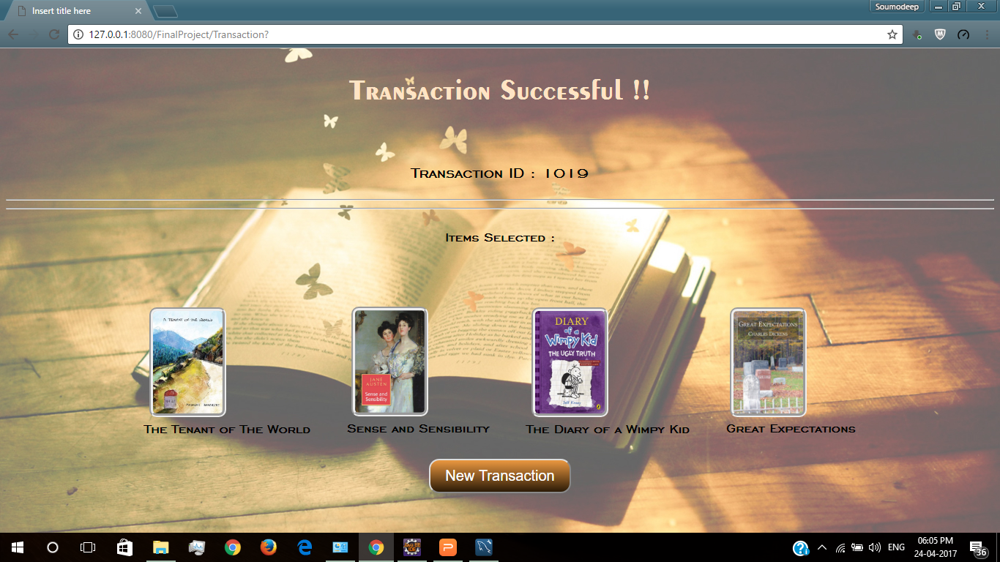 Insert title here
Soumodeep
127.0.0.1:8080/FinalProject/Transaction?
Transaction Successful !!
Transaction ID : 1019
Items Selected :
A TENANT OF THE WORLD
JANE AUSTEN
Sense and Sensibility
DIARY
of a
Wimpy Kid
THE UGLY TRUTH
Jeff Kinney
GREAT EXPECTATIONS
CHARLES DICKENS
The Tenant of The World
Sense and Sensibility
The Diary of a Wimpy Kid
Great Expectations
New Transaction
ENG
06:05 PM
24-04-2017
36